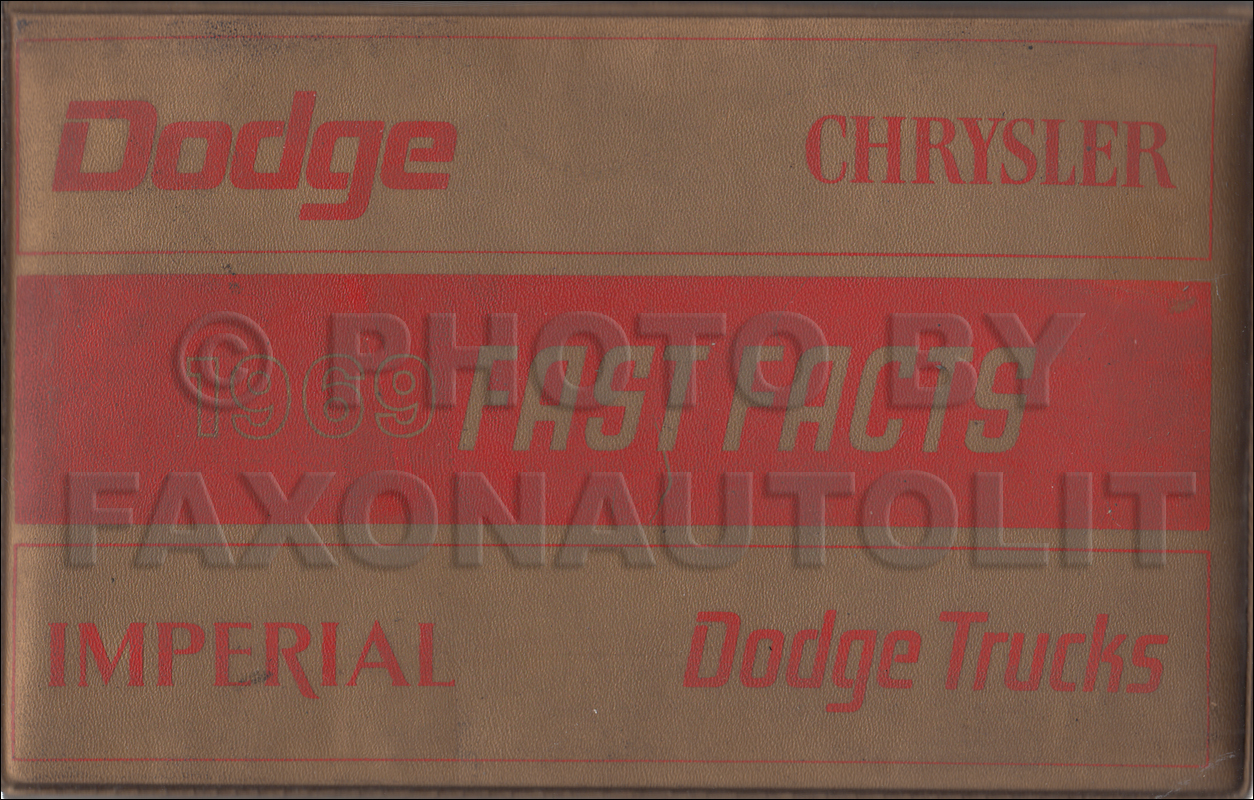 Dodge CHRYSLER
© PHOTO BY
1969 FAST FACTS
FAXONAUTOLIT
IMPERIAL Dodge Trucks